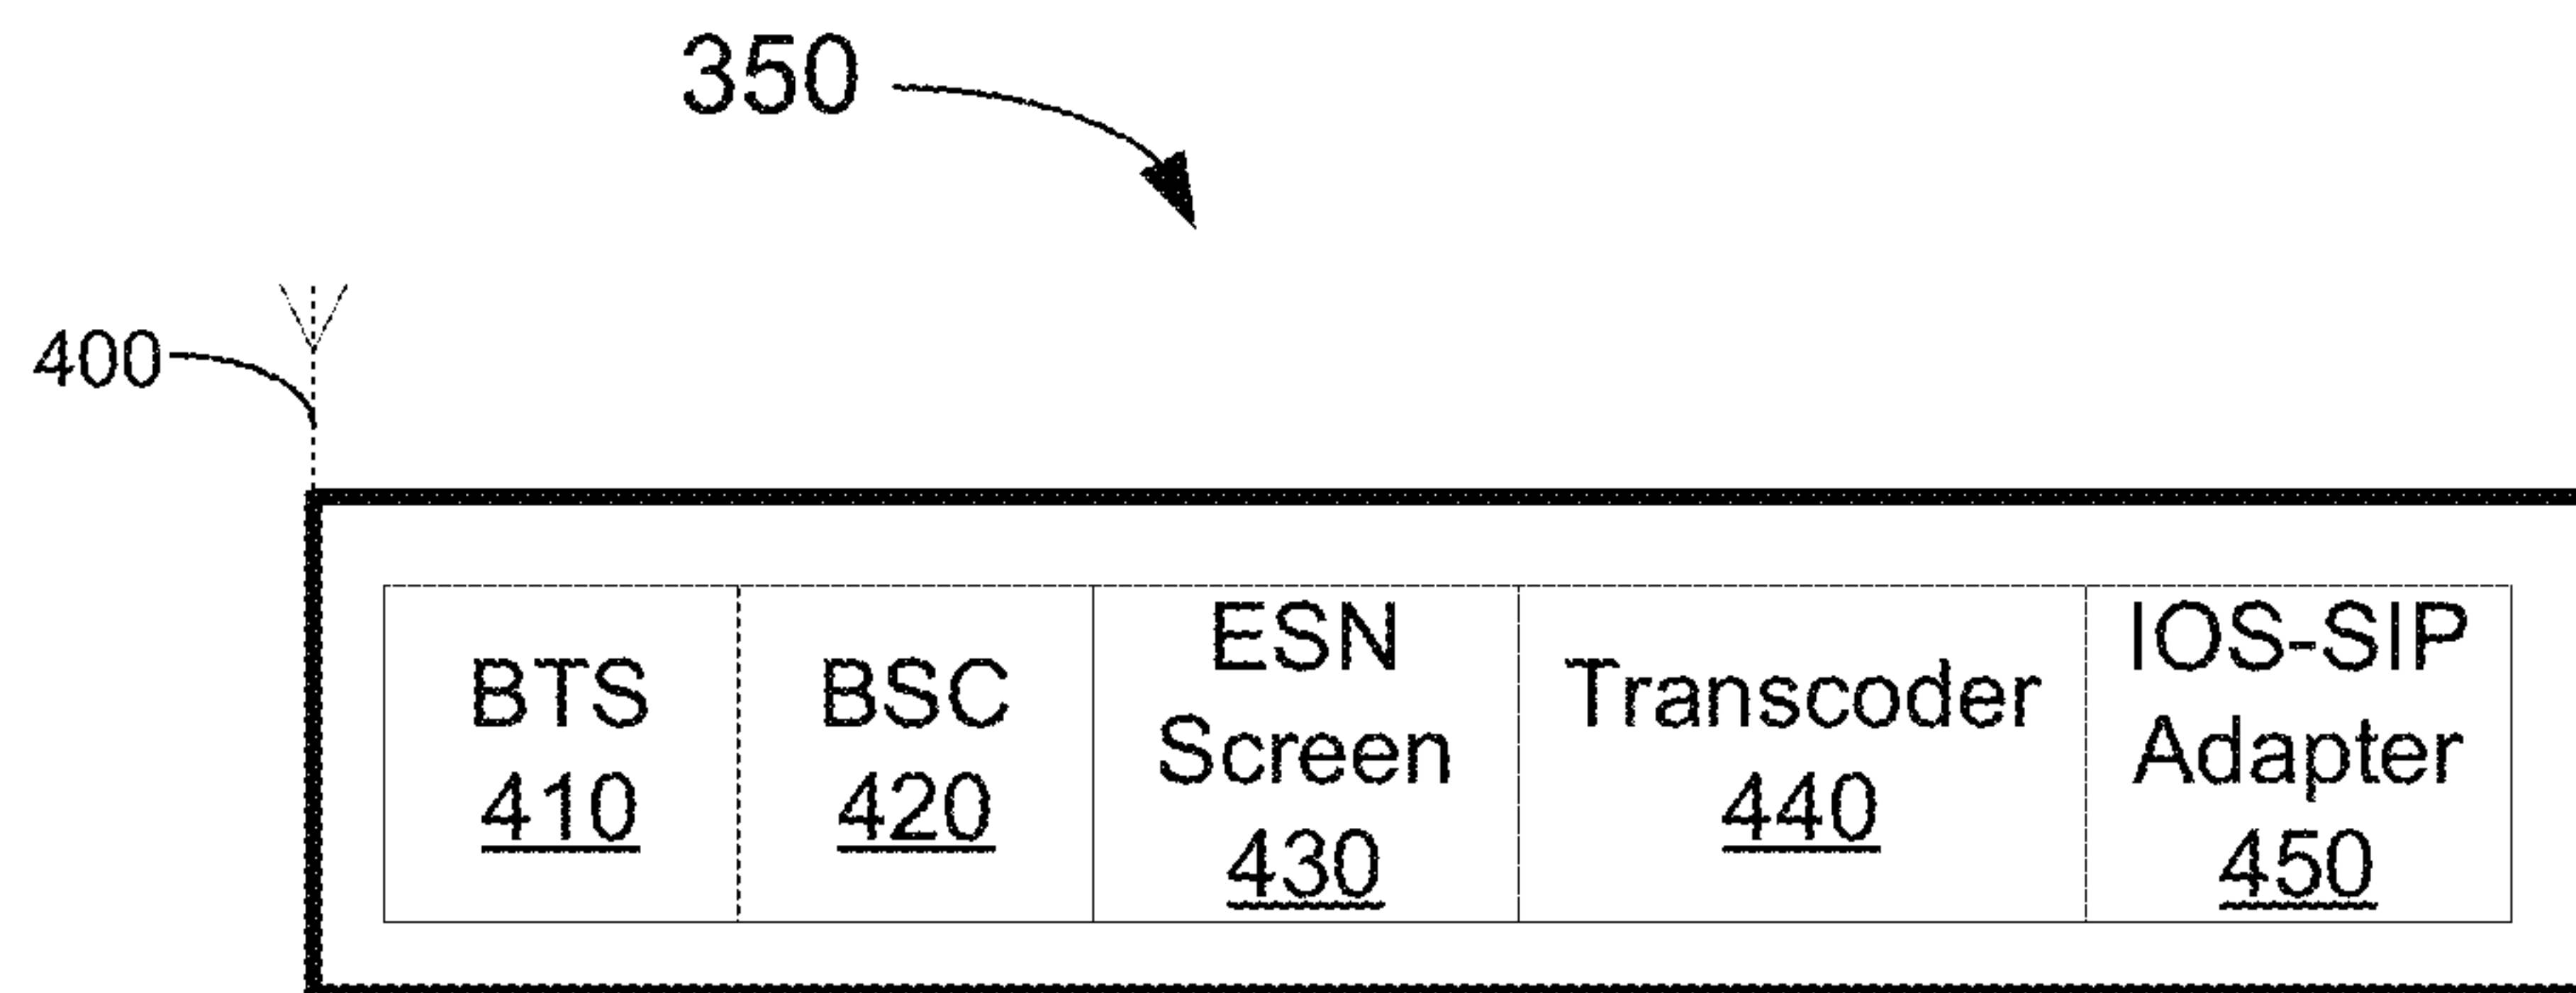 350
400
BTS
410
BSC
420
ESN
Screen
430
Transcoder
440
IOS-SIP
Adapter
450